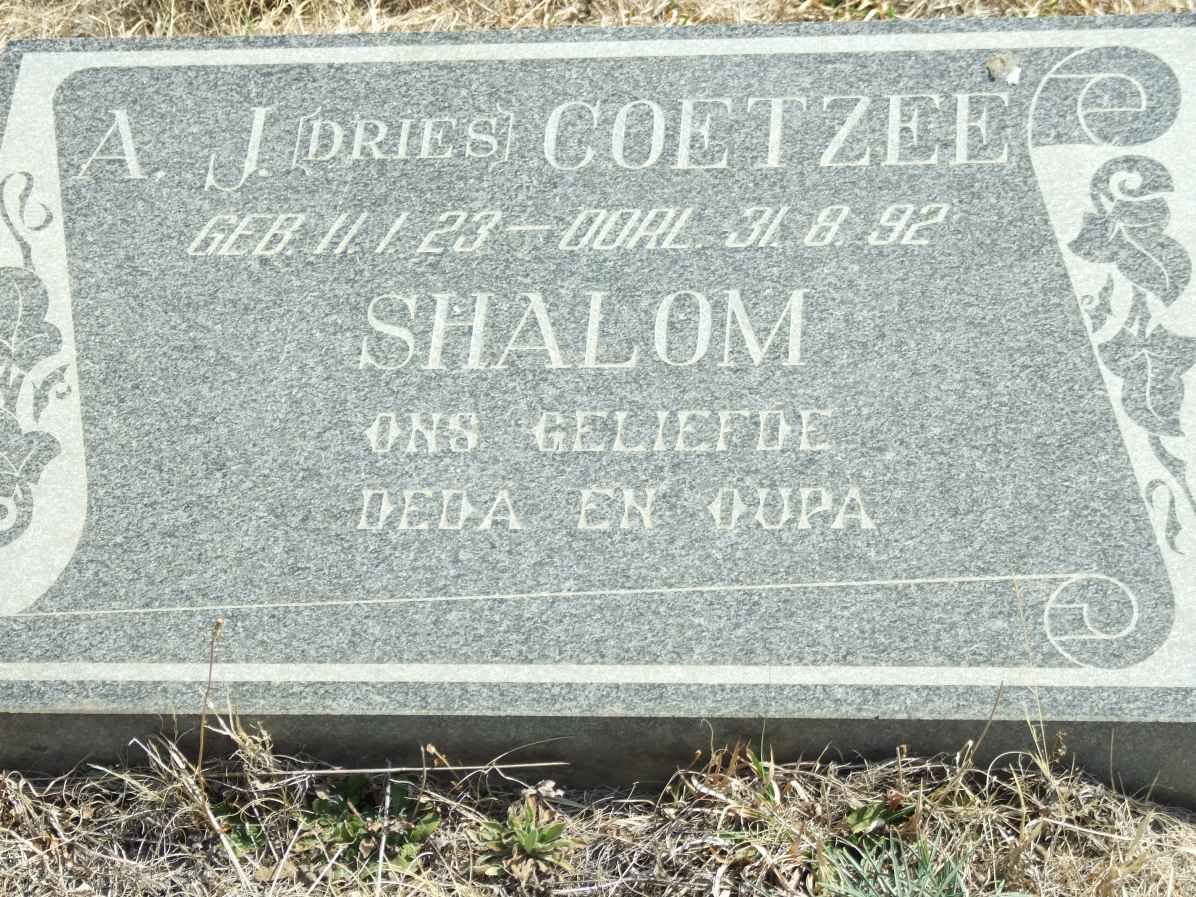 A. J. [DRIES] COETZEE
GEB. 11. 1. 23 — OORL. 31. 8. 92
SHALOM
ONS GELIEFDE
DEDA EN OUPA